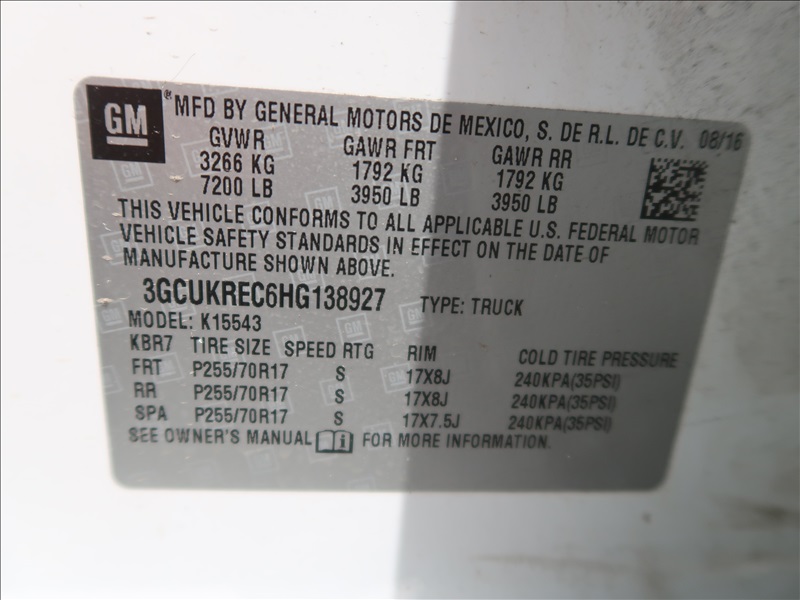 GM ® MFD BY GENERAL MOTORS DE MEXICO, S. DE R.L. DE C.V. 08/16
GVWR GAWR FRT GAWR RR
3266 KG 1792 KG 1792 KG
7200 LB 3950 LB 3950 LB
THIS VEHICLE CONFORMS TO ALL APPLICABLE U.S. FEDERAL MOTOR
VEHICLE SAFETY STANDARDS IN EFFECT ON THE DATE OF
MANUFACTURE SHOWN ABOVE.
3GCUKREC6HG138927 TYPE: TRUCK
MODEL: K15543
KBR7 TIRE SIZE SPEED RTG RIM COLD TIRE PRESSURE
FRT P255/70R17 S 17X8J 240KPA(35PSI)
RR P255/70R17 S 17X8J 240KPA(35PSI)
SPA P255/70R17 S 17X7.5J 240KPA(35PSI)
SEE OWNER'S MANUAL i FOR MORE INFORMATION.